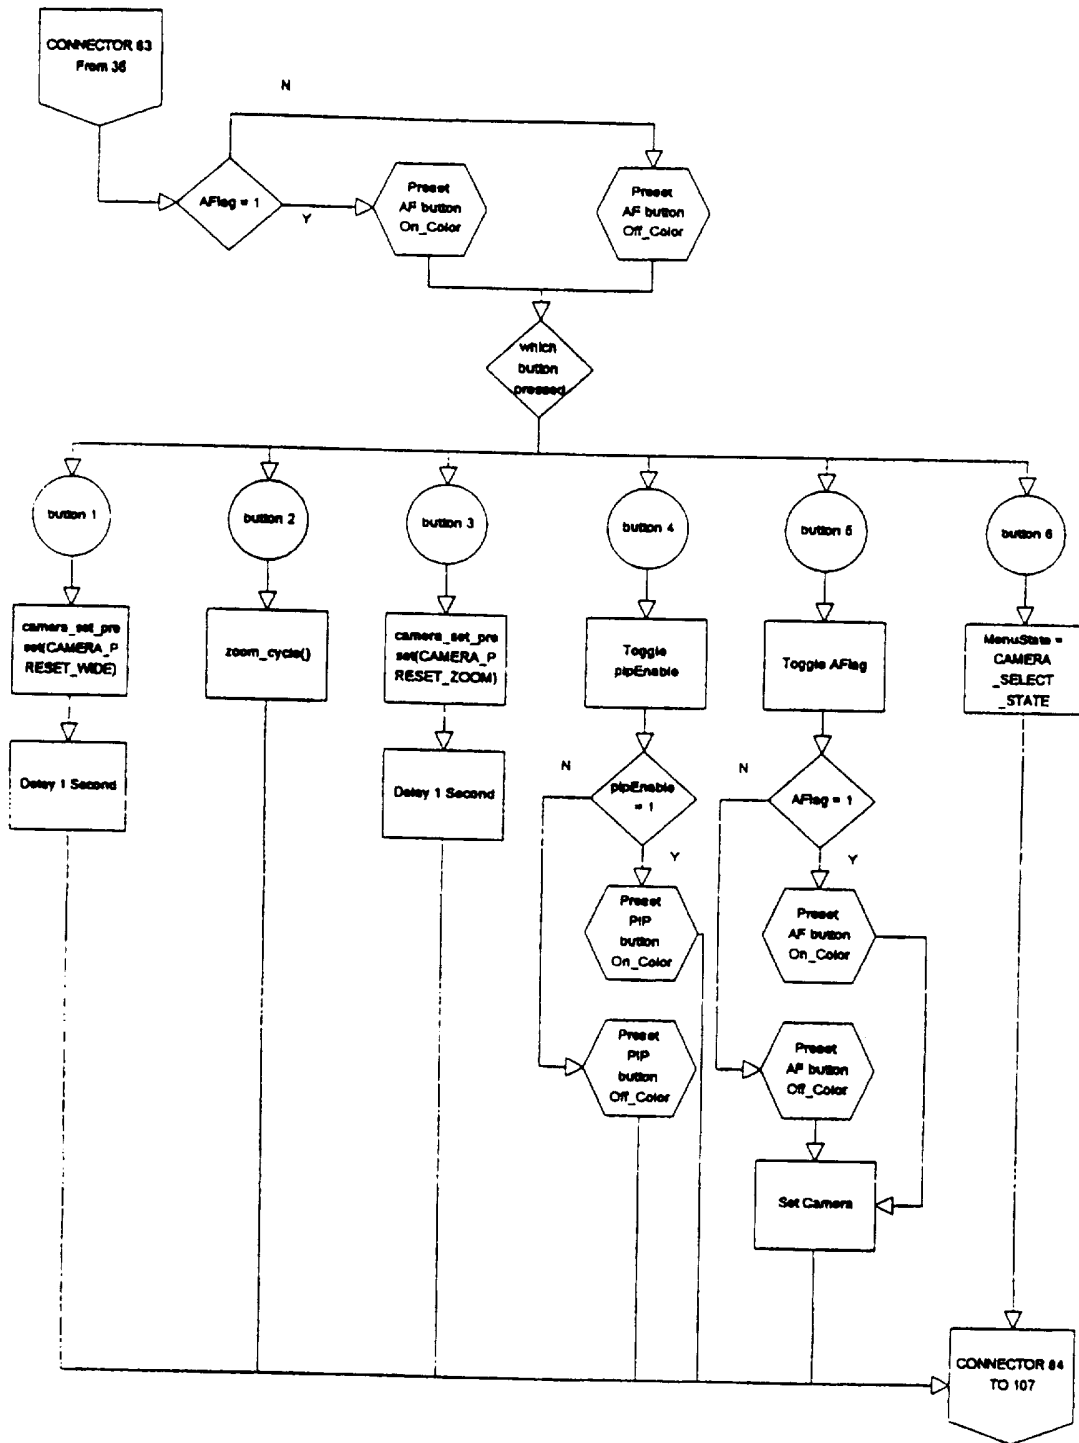 CONNECTOR 83
From 36
N
AFlag = 1
Y
Preset
AF button
On_Color
Preset
AF button
Off_Color
which
button
pressed
button 1
button 2
button 3
button 4
button 5
button 6
camera_set_pre
set(CAMERA_P
RESET_WIDE)
zoom_cycle()
camera_set_pre
set(CAMERA_P
RESET_ZOOM)
Toggle
pipEnable
Toggle AFlag
MenuState =
CAMERA
_SELECT
_STATE
Delay 1 Second
Delay 1 Second
N
pipEnable
= 1
Y
N
AFlag = 1
Y
Preset
PIP
button
On_Color
Preset
AF button
On_Color
Preset
PIP
button
Off_Color
Preset
AF button
Off_Color
Set Camera
CONNECTOR 84
TO 107